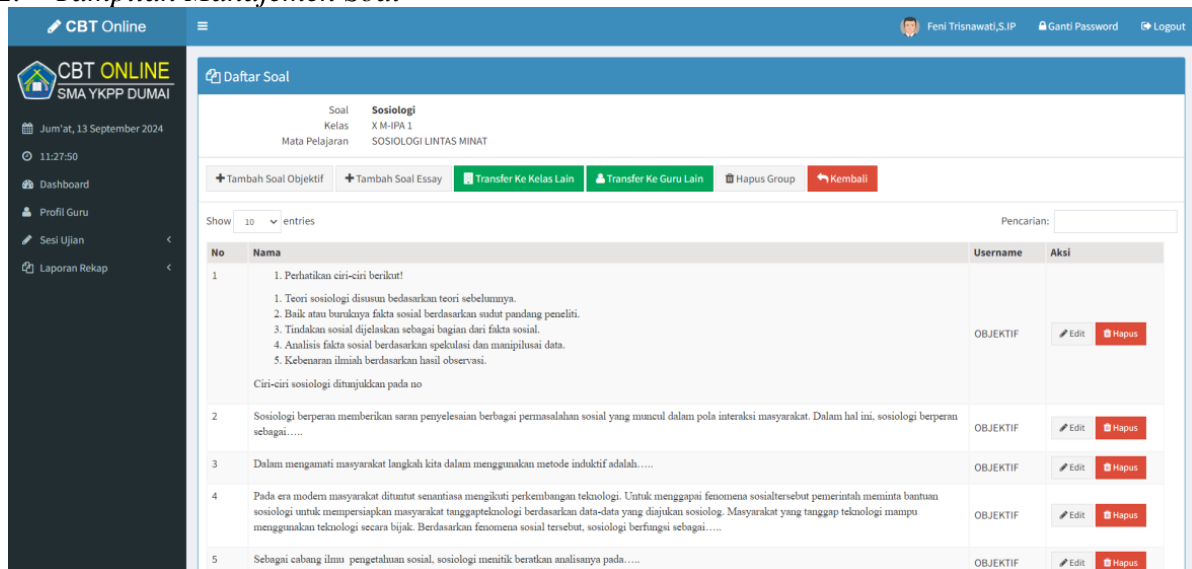 Tampilan Manajemen Soal
CBT Online
Feni Trisnawati,S.IP
Ganti Password
Logout
CBT ONLINE
SMA YKPP DUMAI
Jum'at, 13 September 2024
11:27:50
Dashboard
Profil Guru
Sesi Ujian
Laporan Rekap
Daftar Soal
Soal Sosiologi
Kelas X M-IPA 1
Mata Pelajaran SOSIOLOGI LINTAS MINAT
Tambah Soal Objektif
Tambah Soal Essay
Transfer Ke Kelas Lain
Transfer Ke Guru Lain
Hapus Group
Kembali
Show 10 entries
Pencarian:
No Nama Username Aksi
1 1. Perhatikan ciri-ciri berikut!
1. Teori sosiologi disusun bedasarkan teori sebelumnya.
2. Baik atau buruknya fakta sosial berdasarkan sudut pandang peneliti.
3. Tindakan sosial dijelaskan sebagai bagian dari fakta sosial.
4. Analisis fakta sosial berdasarkan spekulasi dan manipilusai data.
5. Kebenaran ilmiah berdasarkan hasil observasi.
Ciri-ciri sosiologi ditunjukkan pada no
OBJEKTIF Edit Hapus
2 Sosiologi berperan memberikan saran penyelesaian berbagai permasalahan sosial yang muncul dalam pola interaksi masyarakat. Dalam hal ini, sosiologi berperan
sebagai…..
OBJEKTIF Edit Hapus
3 Dalam mengamati masyarakat langkah kita dalam menggunakan metode induktif adalah…..
OBJEKTIF Edit Hapus
4 Pada era modern masyarakat dituntut senantiasa mengikuti perkembangan teknologi. Untuk menggapai fenomena sosialtersebut pemerintah meminta bantuan
sosiologi untuk mempersiapkan masyarakat tanggapteknologi berdasarkan data-data yang diajukan sosiolog. Masyarakat yang tanggap teknologi mampu
menggunakan teknologi secara bijak. Berdasarkan fenomena sosial tersebut, sosiologi berfungsi sebagai…..
OBJEKTIF Edit Hapus
5 Sebagai cabang ilmu pengetahuan sosial, sosiologi menitik beratkan analisanya pada…..
OBJEKTIF Edit Hapus